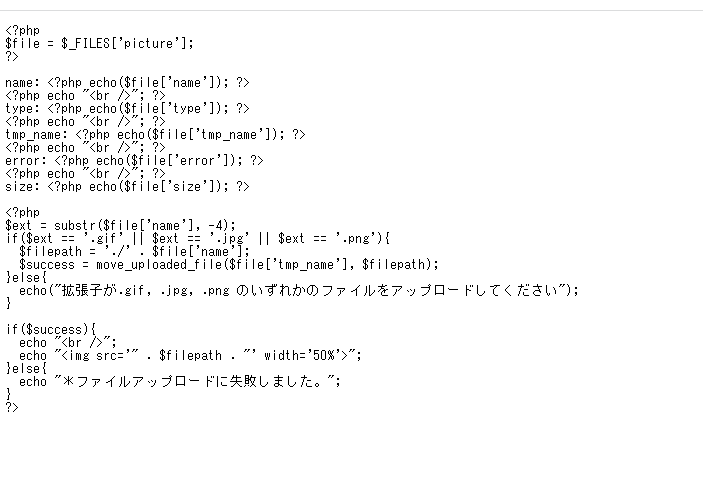 <?php
$file = $_FILES['picture'];
?>
name: <?php echo($file['name']); ?>
<?php echo "<br />"; ?>
type: <?php echo($file['type']); ?>
<?php echo "<br />"; ?>
tmp_name: <?php echo($file['tmp_name']); ?>
<?php echo "<br />"; ?>
error: <?php echo($file['error']); ?>
<?php echo "<br />"; ?>
size: <?php echo($file['size']); ?>
<?php
$ext = substr($file['name'], -4);
if($ext == '.gif' || $ext == '.jpg' || $ext == '.png'){
  $filepath = './' . $file['name'];
  $success = move_uploaded_file($file['tmp_name'], $filepath);
}else{
  echo("拡張子が.gif, .jpg, .png のいずれかのファイルをアップロードしてください");
}
if($success){
  echo "<br />";
  echo "<img src='" . $filepath . "' width='50%'>";
}else{
  echo "＊ファイルアップロードに失敗しました。";
}
?>